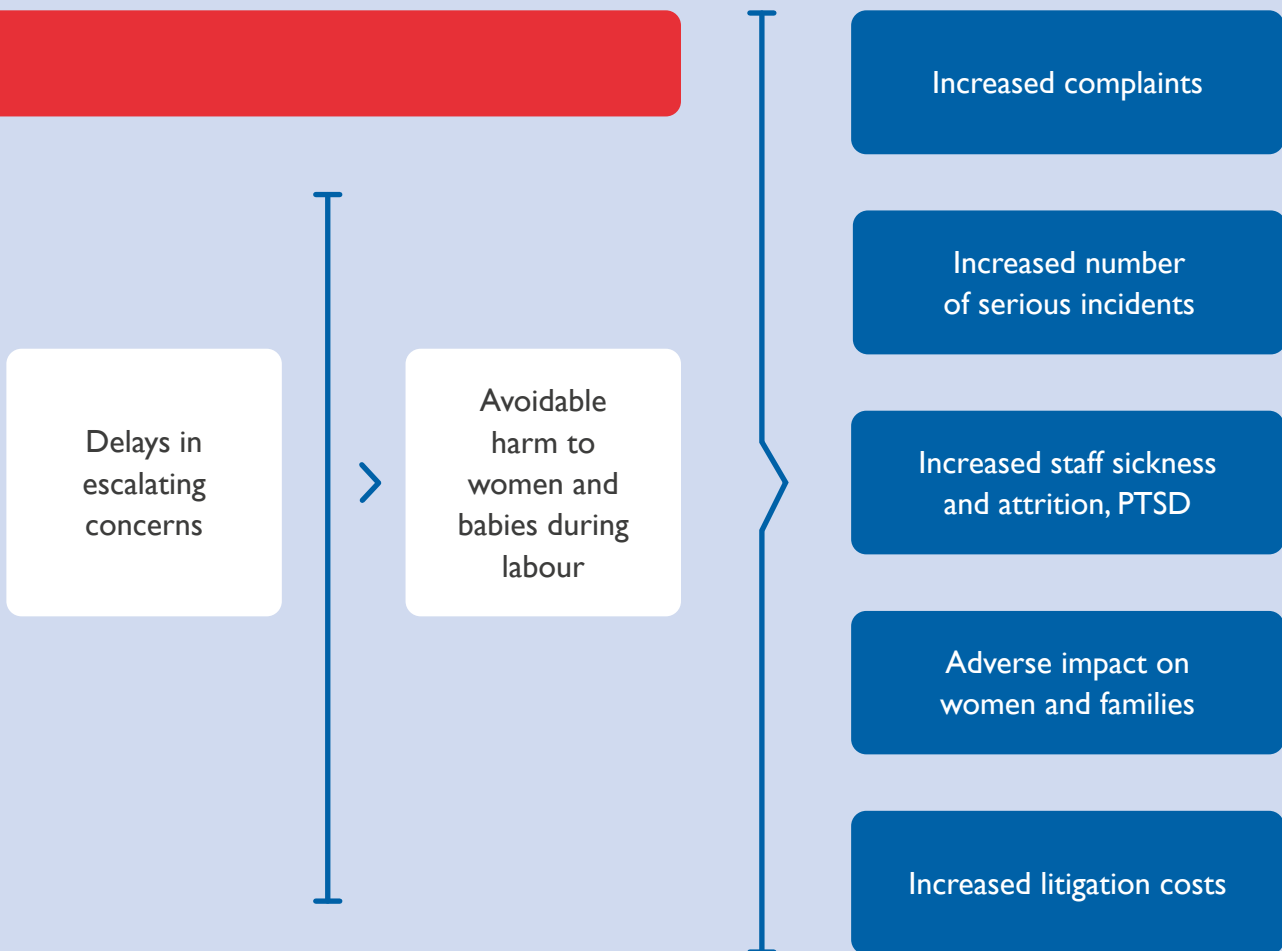 Increased complaints
Increased number
of serious incidents
Delays in
escalating
concerns
Avoidable
harm to
women and
babies during
labour
Increased staff sickness
and attrition, PTSD
Adverse impact on
women and families
Increased litigation costs